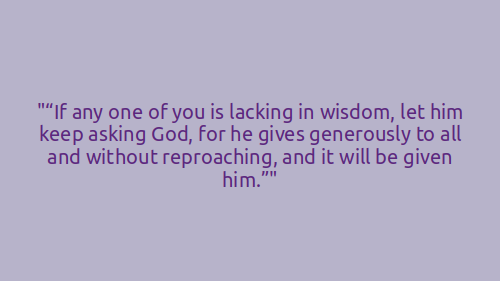 "“If any one of you is lacking in wisdom, let him
keep asking God, for he gives generously to all
and without reproaching, and it will be given
him.”"